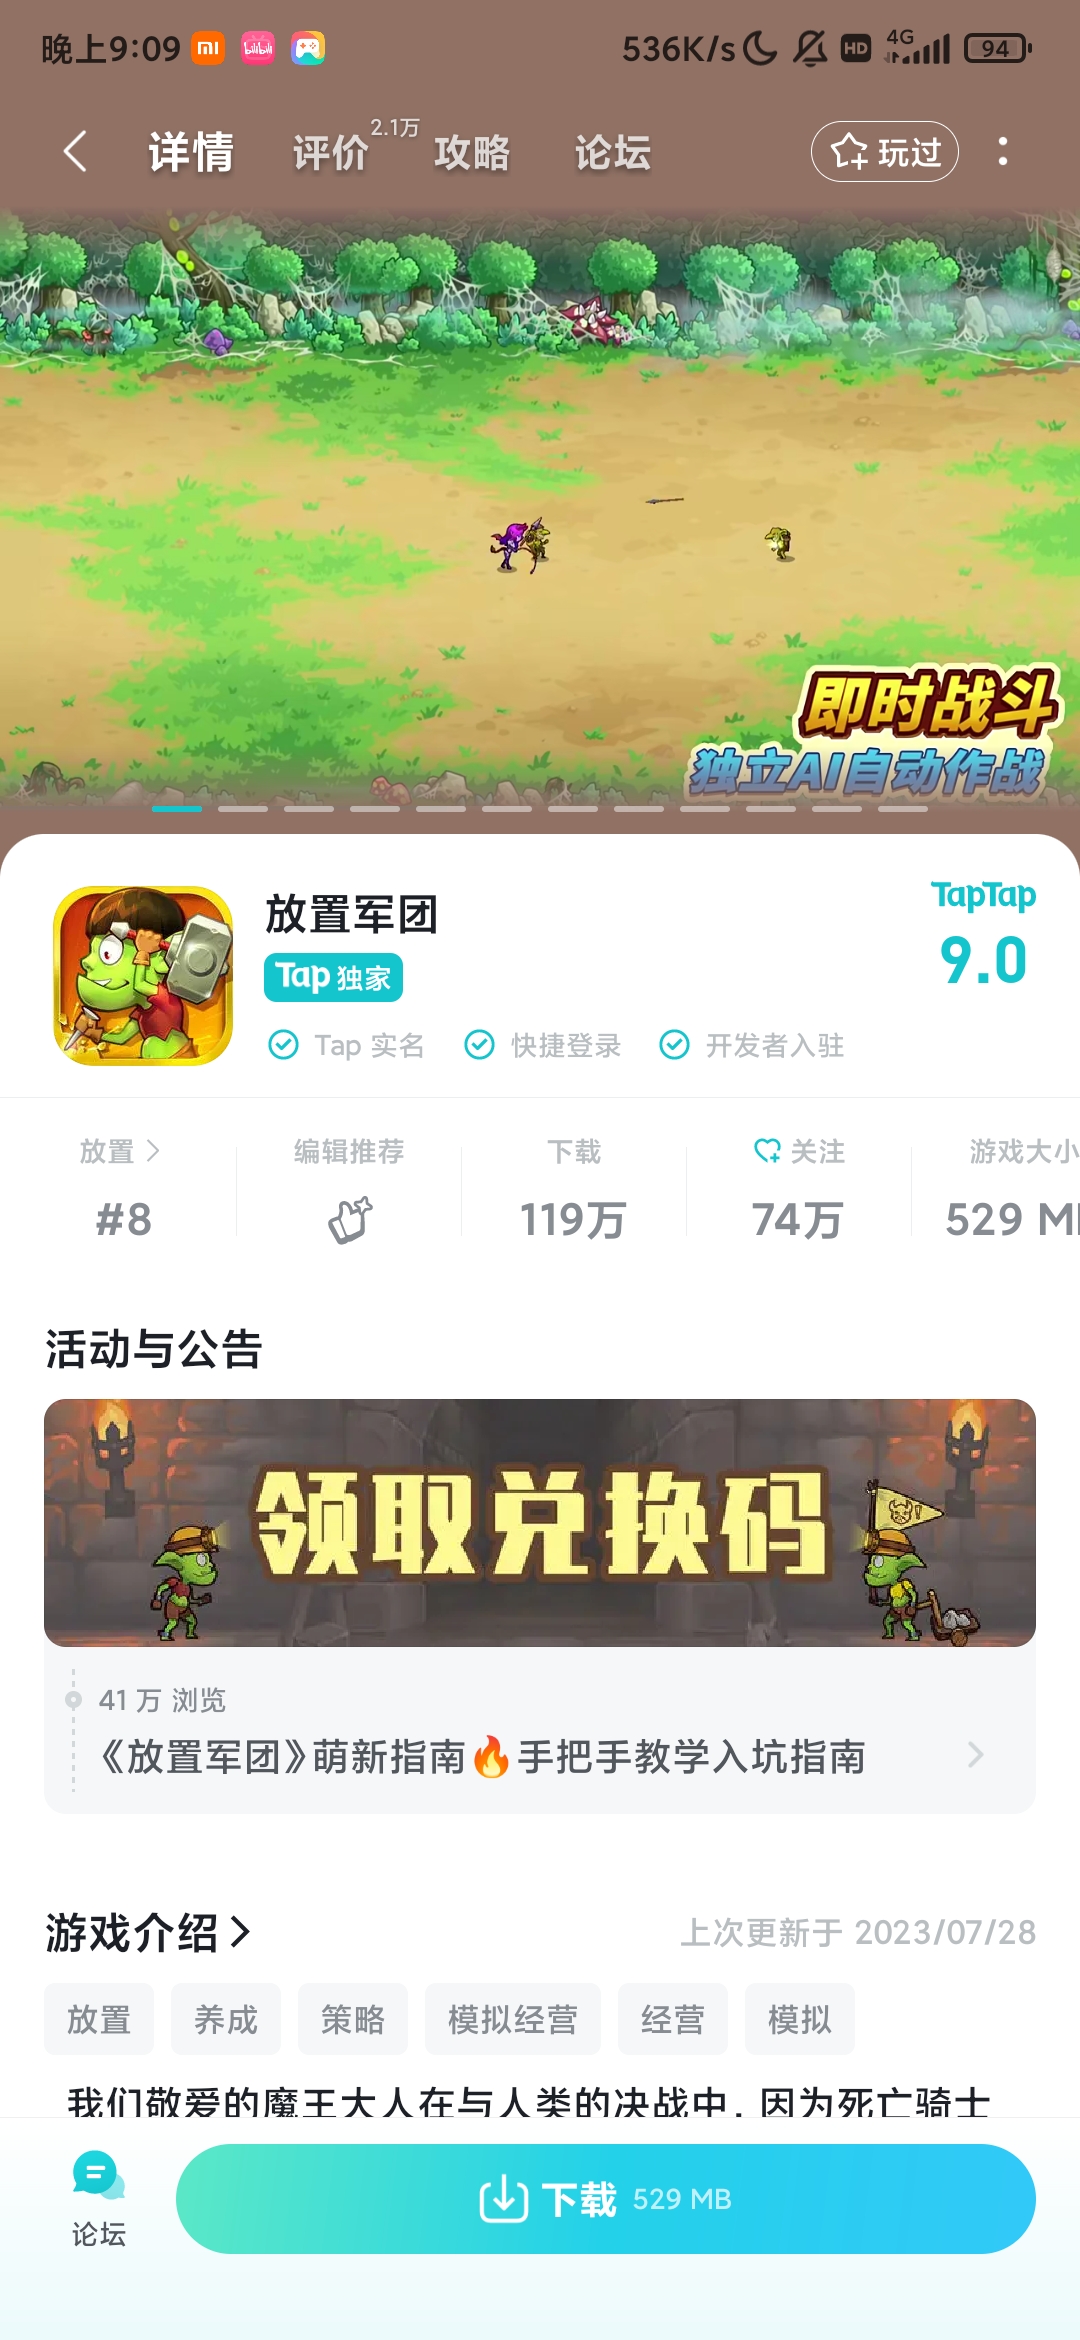 晚上9:09
536K/s
HD
4G
94
详情
评价
2.1万
攻略
论坛
玩过
即时战斗
独立AI自动作战
放置军团
TapTap
9.0
Tap 独家
Tap 实名
快捷登录
开发者入驻
放置
编辑推荐
下载
关注
游戏大小
#8
119万
74万
529 M
活动与公告
领取兑换码
41 万 浏览
《放置军团》萌新指南🔥手把手教学入坑指南
游戏介绍
上次更新于 2023/07/28
放置
养成
策略
模拟经营
经营
模拟
我们敬爱的魔王大人在与人类的决战中，因为死亡骑士
论坛
下载 529 MB